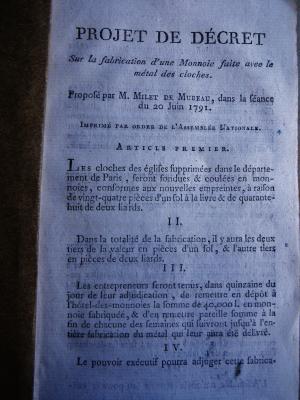 PROJET DE DÉCRET
Sur la fabrication d'une Monnoie faite avec le
métal des cloches.
Proposé par M. MILET DE MUREAU, dans la séance
du 20 Juin 1791.
IMPRIMÉ PAR ORDRE DE L'ASSEMBLÉE NATIONALE.
ARTICLE PREMIER.
LES cloches des églises supprimées dans le départe-
ment de Paris, seront fondues & coulées en mon-
noies, conformes aux nouvelles empreintes, à raison
de vingt-quatre pièces d'un sol à la livre & de quarante-
huit de deux liards.
II.
Dans la totalité de la fabrication, il y aura les deux
tiers de la valeur en pièces d'un sol, & l'autre tiers
en pièces de deux liards.
III.
Les entrepreneurs seront tenus, dans quinzaine du
jour de leur adjudication, de remettre en dépôt à
l'hôtel-des-monnoies la somme de 40,000 l. en mon-
noie fabriquée, & d'en remettre pareille somme à la
fin de chacune des semaines qui suivront jusqu'à l'en-
tière fabrication du métal qui leur aura été délivré.
IV.
Le pouvoir exécutif pourra adjuger cette fabrica-